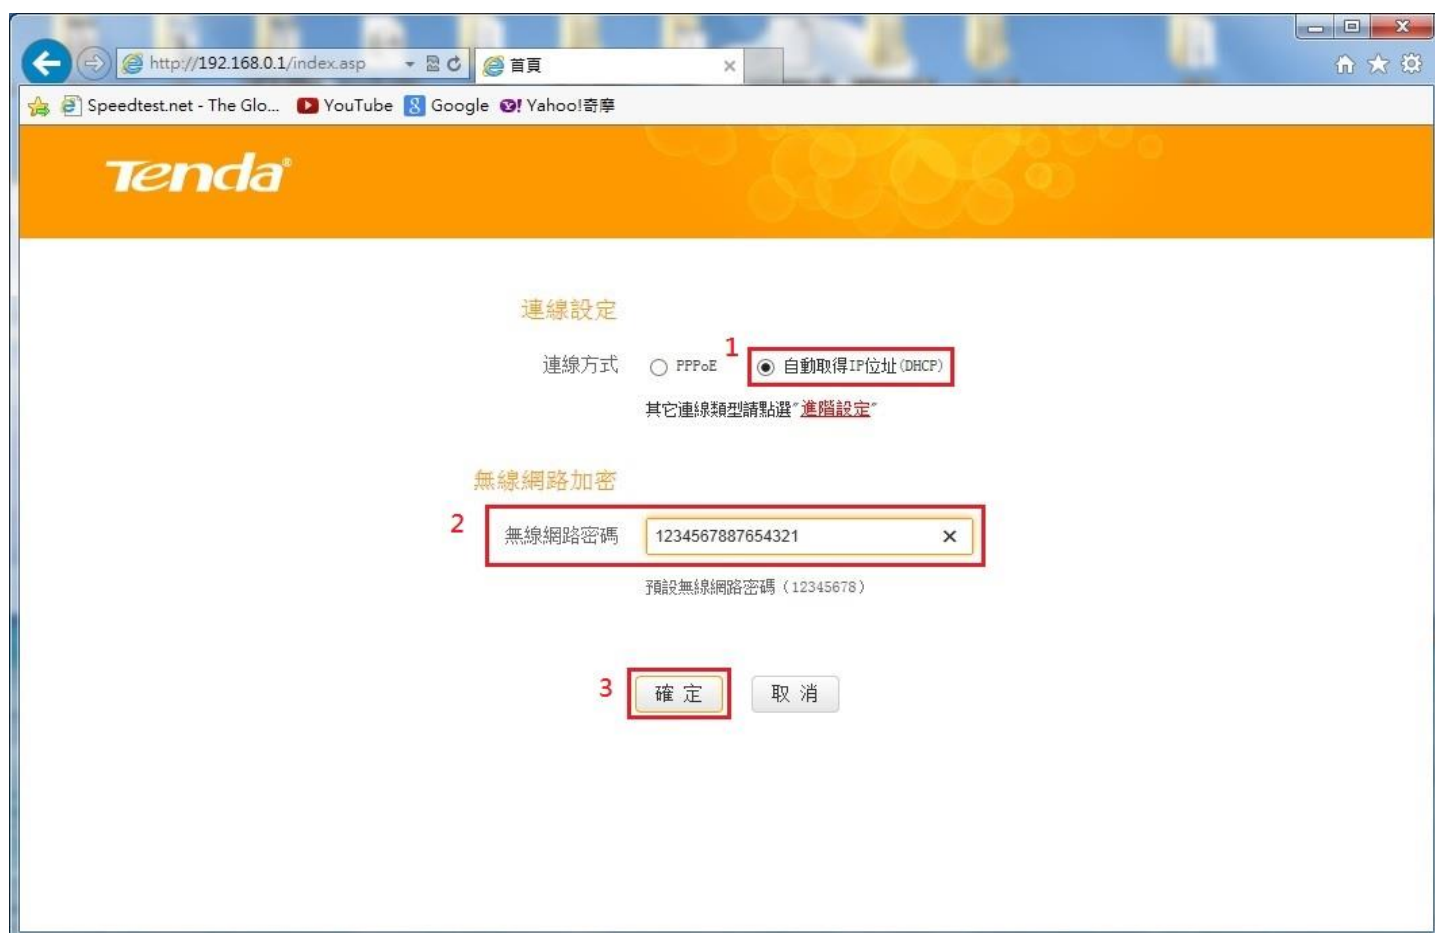 http://192.168.0.1/index.asp 首頁
Speedtest.net - The Glo... YouTube Google Yahoo!奇摩
Tenda®
連線設定
連線方式 PPPoE 1 自動取得IP位址(DHCP)
其它連線類型請點選"進階設定"
無線網路加密
2 無線網路密碼 1234567887654321
預設無線網路密碼（12345678）
3 確 定 取 消